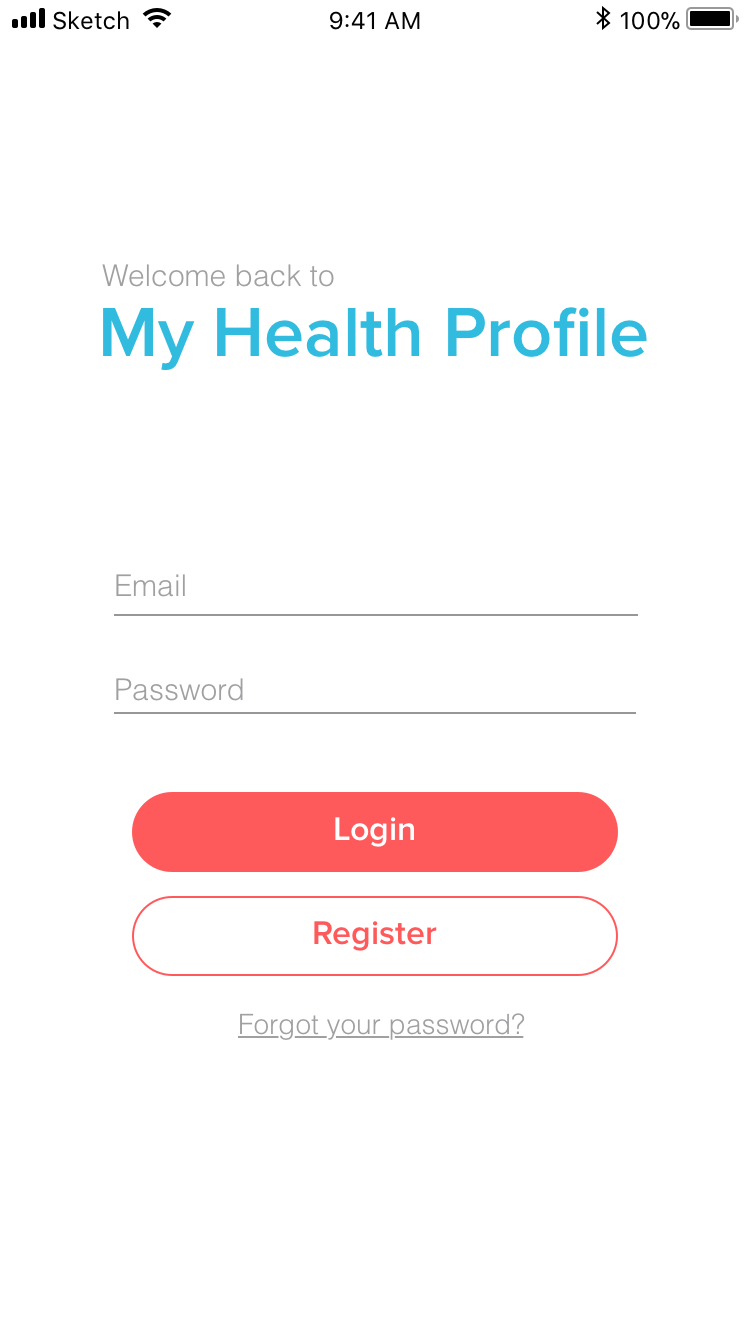 Sketch 9:41 AM 100%
Welcome back to
My Health Profile
Email
Password
Login
Register
Forgot your password?